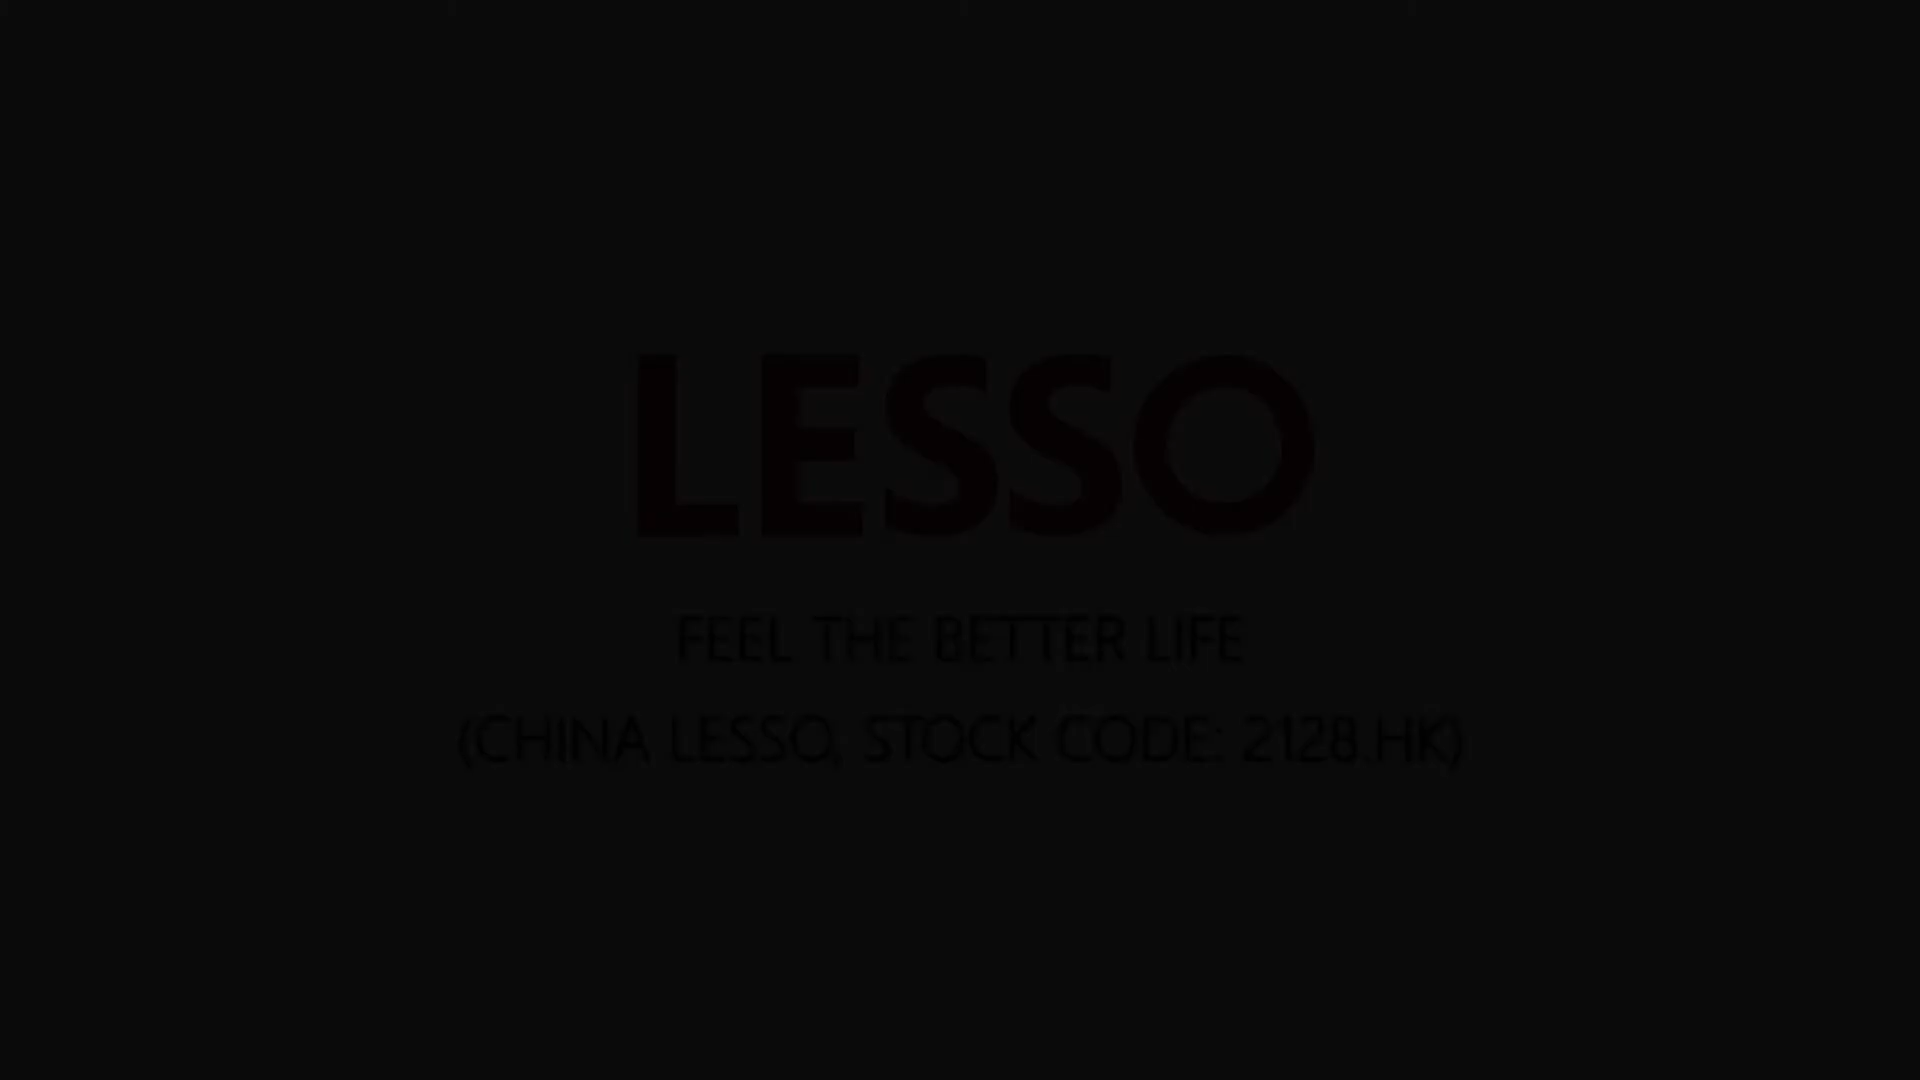 LESSO
FEEL THE BETTER LIFE
(CHINA LESSO, STOCK CODE: 2128.HK)